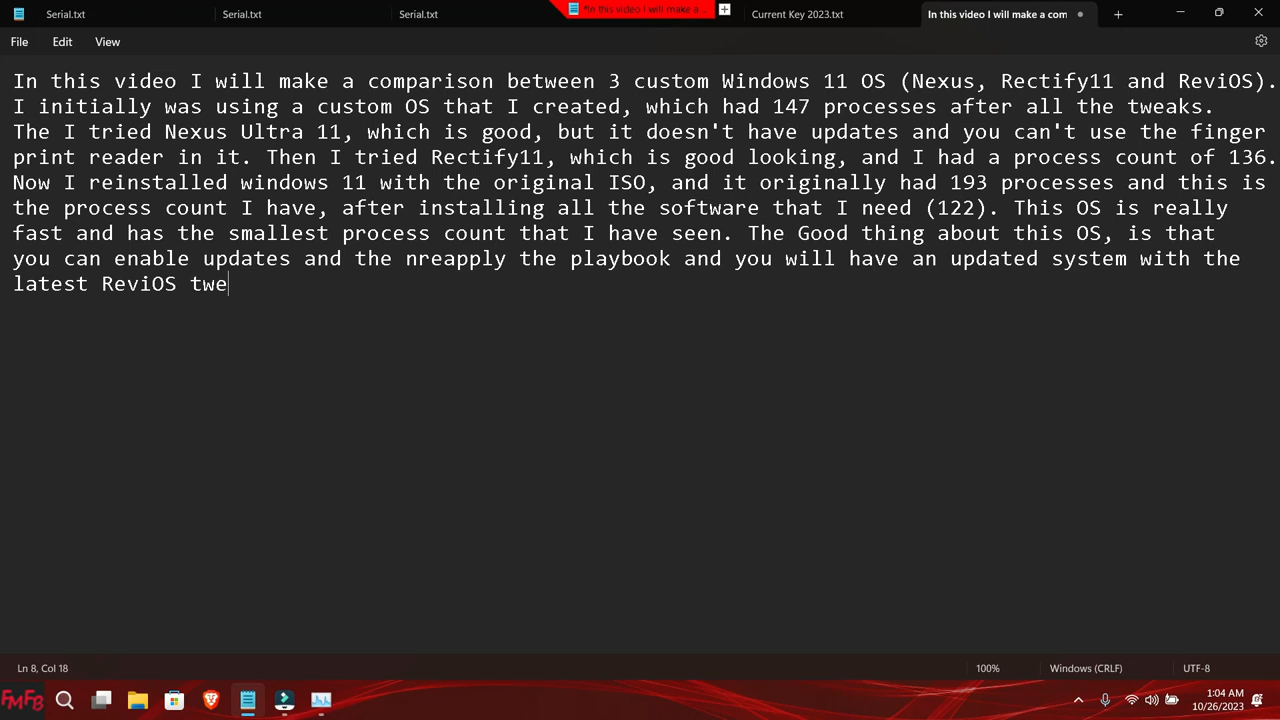 Serial.txt
Serial.txt
Serial.txt
*In this video I will make a...
Current Key 2023.txt
In this video I will make a com
File
Edit
View
In this video I will make a comparison between 3 custom Windows 11 OS (Nexus, Rectify11 and ReviOS).
I initially was using a custom OS that I created, which had 147 processes after all the tweaks.
The I tried Nexus Ultra 11, which is good, but it doesn't have updates and you can't use the finger
print reader in it. Then I tried Rectify11, which is good looking, and I had a process count of 136.
Now I reinstalled windows 11 with the original ISO, and it originally had 193 processes and this is
the process count I have, after installing all the software that I need (122). This OS is really
fast and has the smallest process count that I have seen. The Good thing about this OS, is that
you can enable updates and the nreapply the playbook and you will have an updated system with the
latest ReviOS twe
Ln 8, Col 18
100%
Windows (CRLF)
UTF-8
FMFB
1:04 AM
10/26/2023